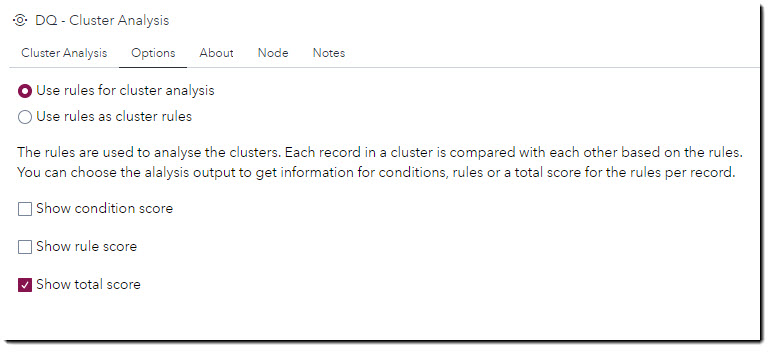 DQ - Cluster Analysis
Cluster Analysis Options About Node Notes
Use rules for cluster analysis
Use rules as cluster rules
The rules are used to analyse the clusters. Each record in a cluster is compared with each other based on the rules.
You can choose the alalysis output to get information for conditions, rules or a total score for the rules per record.
Show condition score
Show rule score
Show total score